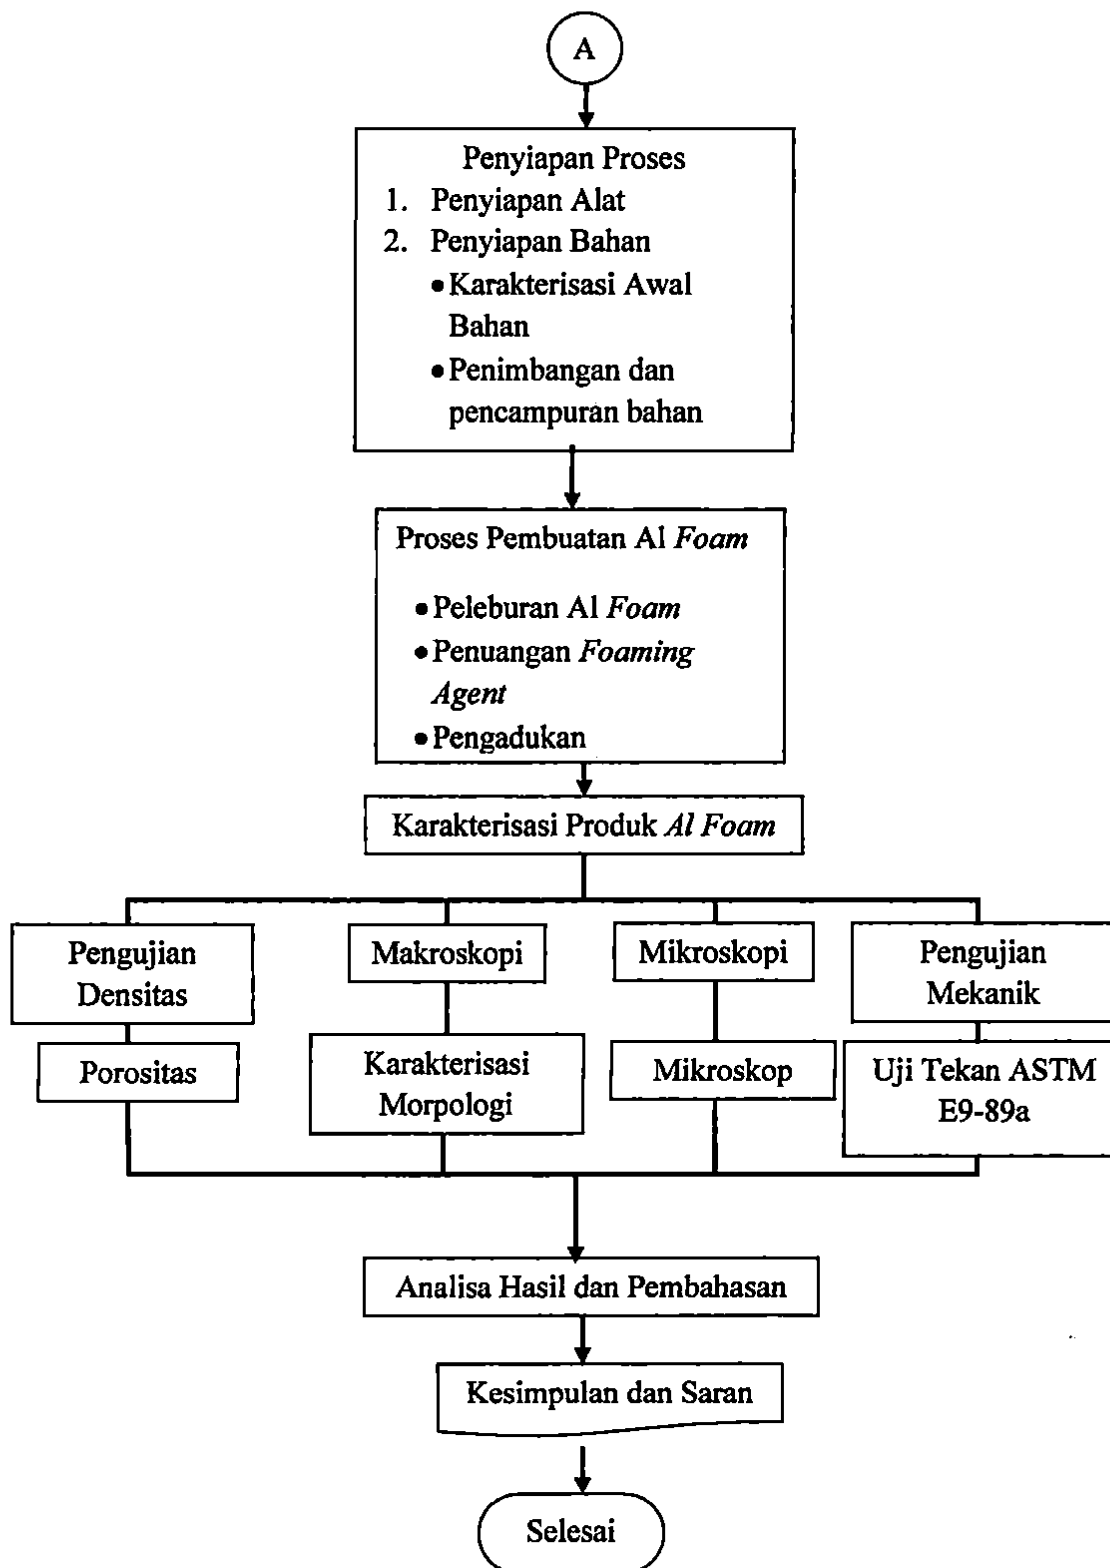 A
Penyiapan Proses
1. Penyiapan Alat
2. Penyiapan Bahan
• Karakterisasi Awal
Bahan
• Penimbangan dan
pencampuran bahan
Proses Pembuatan Al Foam
• Peleburan Al Foam
• Penuangan Foaming
Agent
• Pengadukan
Karakterisasi Produk Al Foam
Pengujian
Densitas
Porositas
Makroskopi
Karakterisasi
Morpologi
Mikroskopi
Mikroskop
Pengujian
Mekanik
Uji Tekan ASTM
E9-89a
Analisa Hasil dan Pembahasan
Kesimpulan dan Saran
Selesai